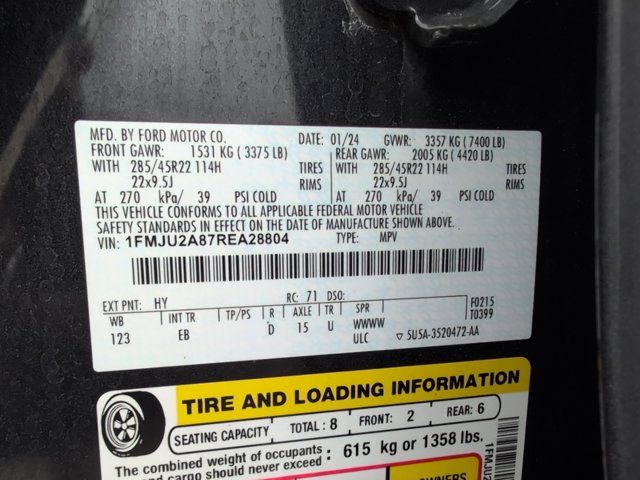 MFD. BY FORD MOTOR CO. DATE: 01/24 GVWR: 3357 KG ( 7400 LB)
FRONT GAWR: 1531 KG ( 3375 LB) REAR GAWR: 2005 KG ( 4420 LB)
WITH 285/45R22 114H TIRES WITH 285/45R22 114H TIRES
22x9.5J RIMS 22x9.5J RIMS
AT 270 kPa/ 39 PSI COLD AT 270 kPa/ 39 PSI COLD
THIS VEHICLE CONFORMS TO ALL APPLICABLE FEDERAL MOTOR VEHICLE
SAFETY STANDARDS IN EFFECT ON THE DATE OF MANUFACTURE SHOWN ABOVE.
VIN: 1FMJU2A87REA28804 TYPE: MPV
EXT PNT: HY RC: 71 DSO: F0215
WB INT TR TP/PS R AXLE TR SPR T0399
123 EB D 15 U WWWW
ULC ▽ 5U5A-3520472-AA
TIRE AND LOADING INFORMATION
SEATING CAPACITY TOTAL : 8 FRONT: 2 REAR: 6
The combined weight of occupants
and cargo should never exceed : 615 kg or 1358 lbs.
OWNERS
1FMJU2